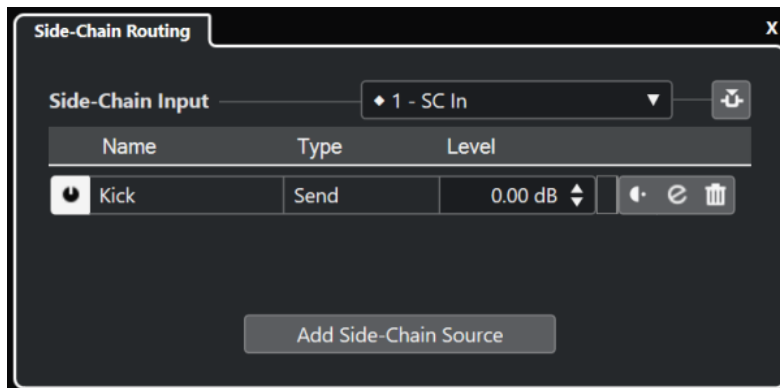 Side-Chain Routing X
Side-Chain Input 1 - SC In
Name Type Level
Kick Send 0.00 dB
Add Side-Chain Source